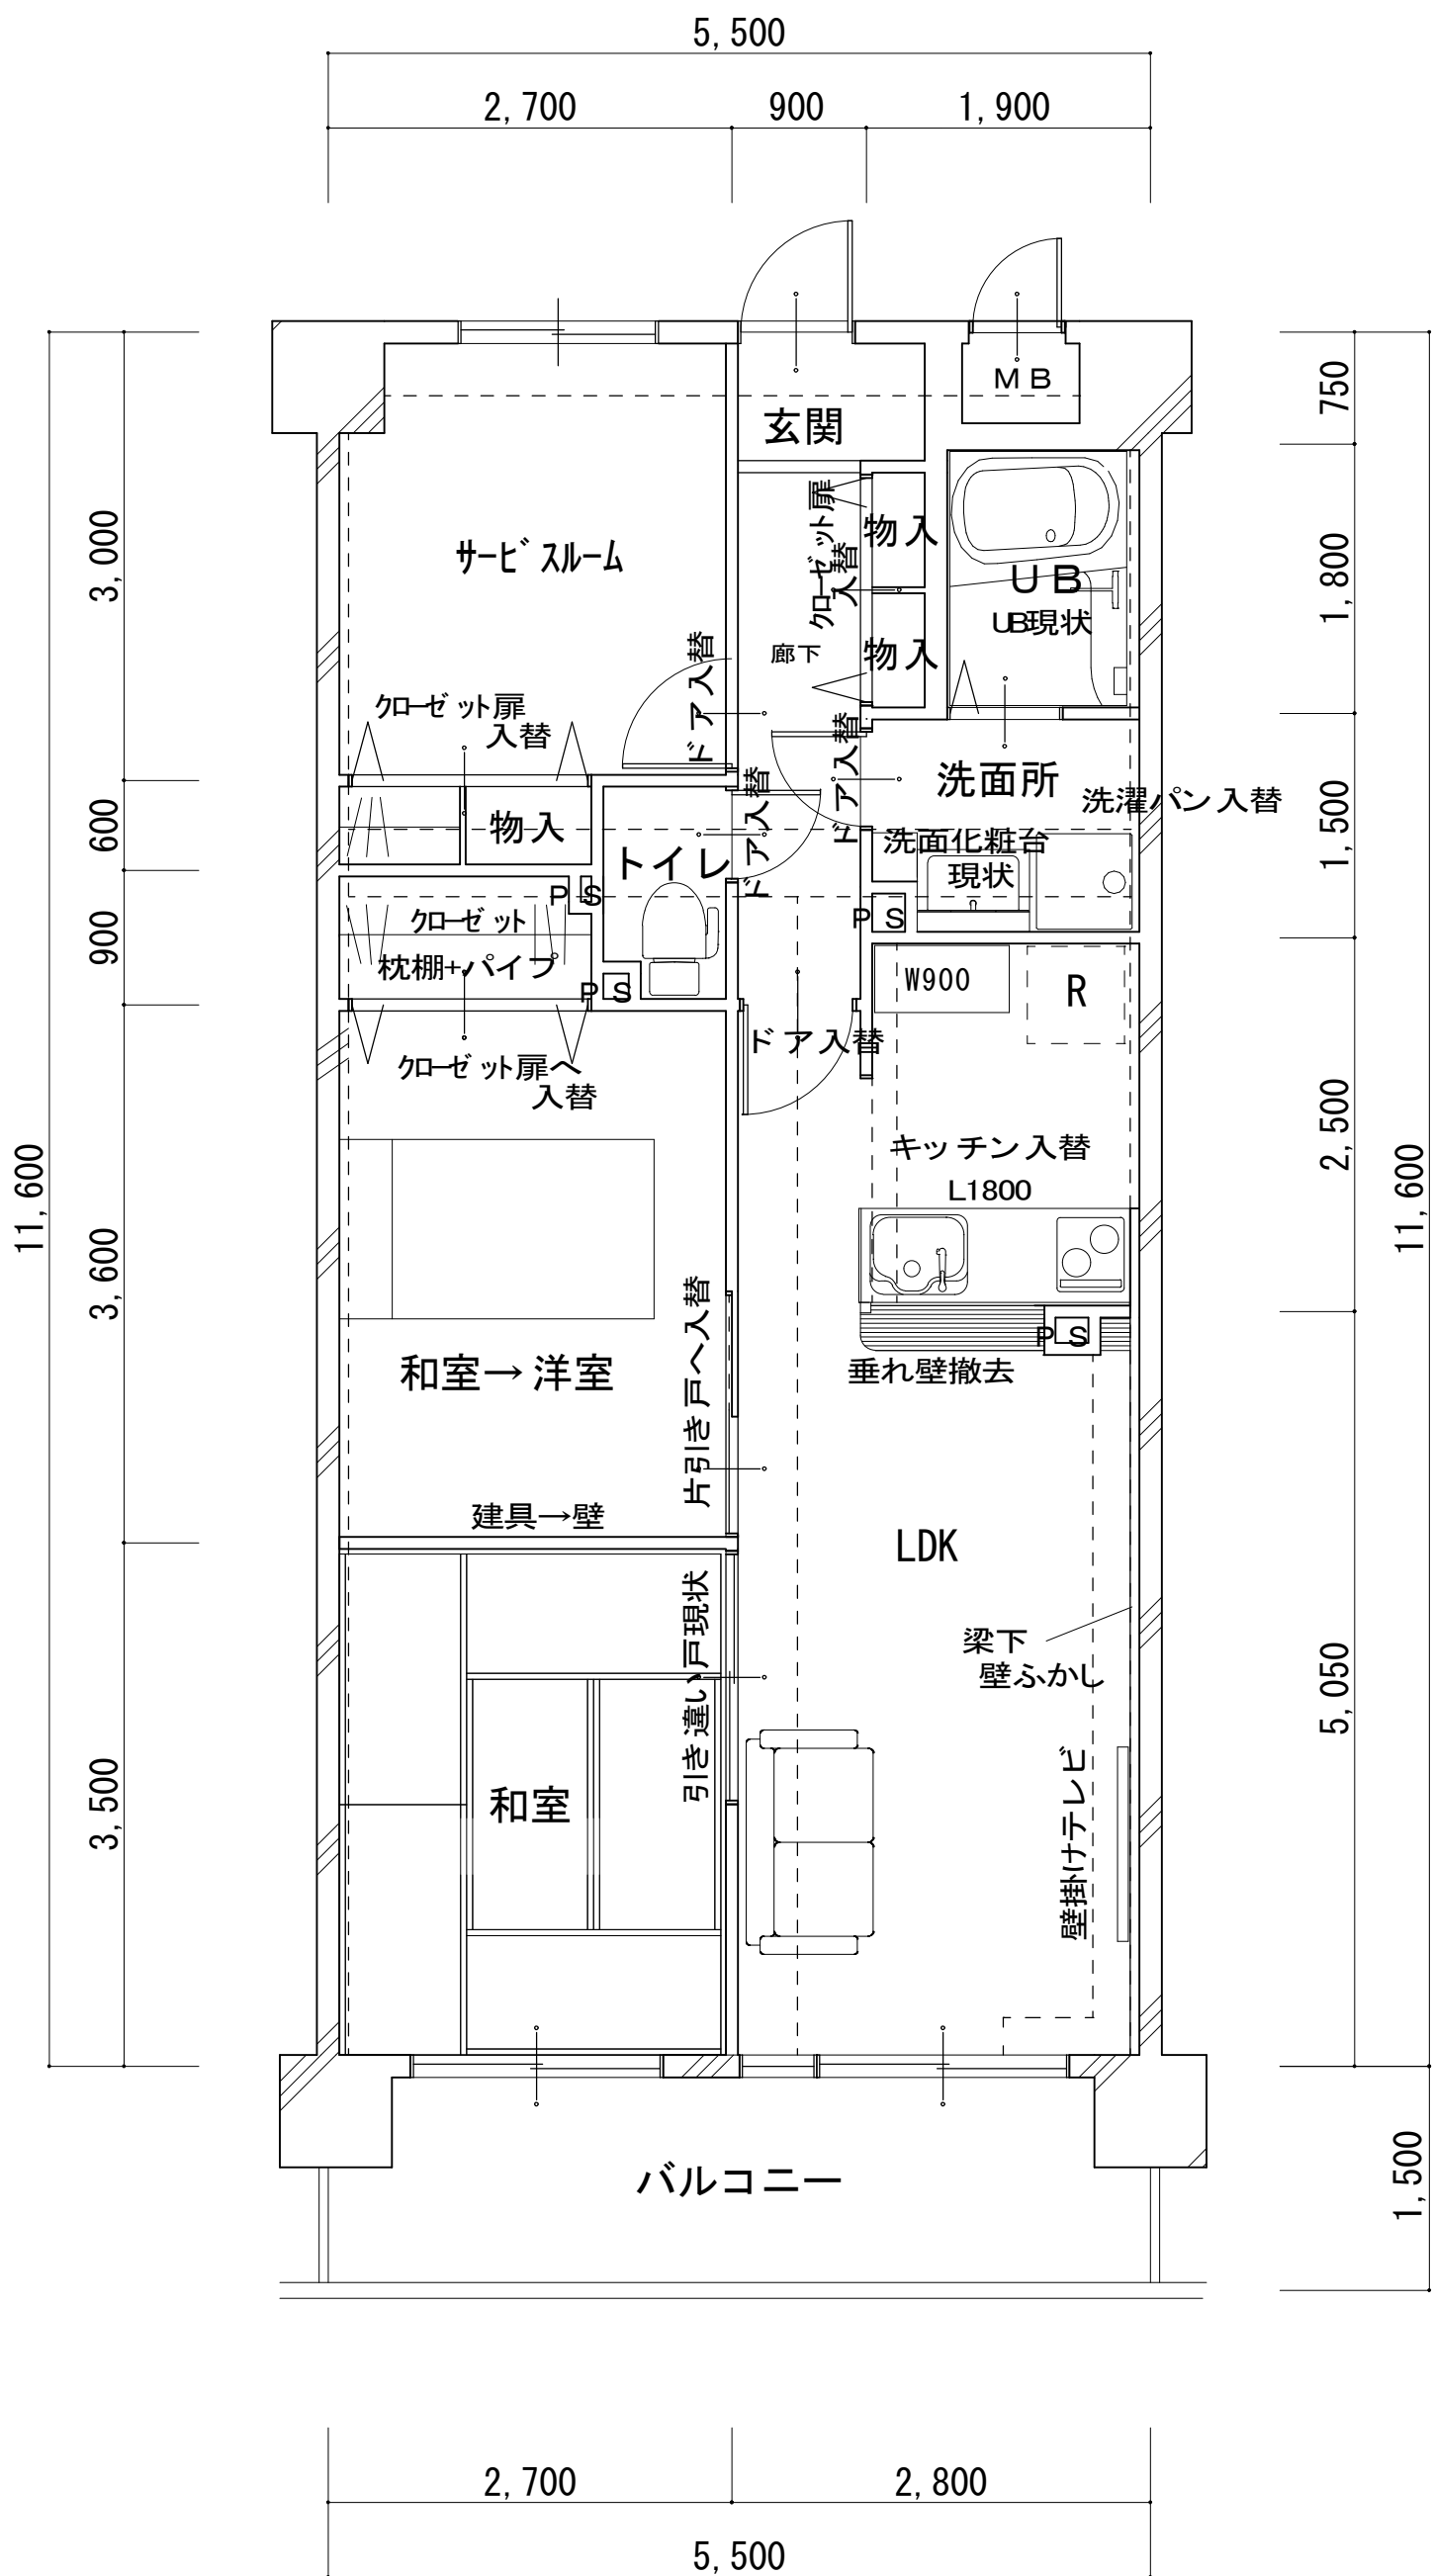 5,500
2,700
900
1,900
MB
玄関
750
3,000
サービスルーム
クローゼット扉
入替
物入
物入
UB
UB現状
1,800
廊下
ドア入替
クローゼット扉
入替
ドア入替
ドア入替
洗面所
洗濯パン入替
洗面化粧台
現状
1,500
600
物入
トイレ
PS
PS
900
クローゼット
枕棚+パイプ
PS
W900
R
ドア入替
クローゼット扉へ
入替
11,600
11,600
2,500
キッチン入替
L1800
3,600
片引き戸へ入替
PS
和室→洋室
垂れ壁撤去
建具→壁
LDK
引き違い戸現状
梁下
壁ふかし
5,050
3,500
和室
壁掛けテレビ
バルコニー
1,500
2,700
2,800
5,500